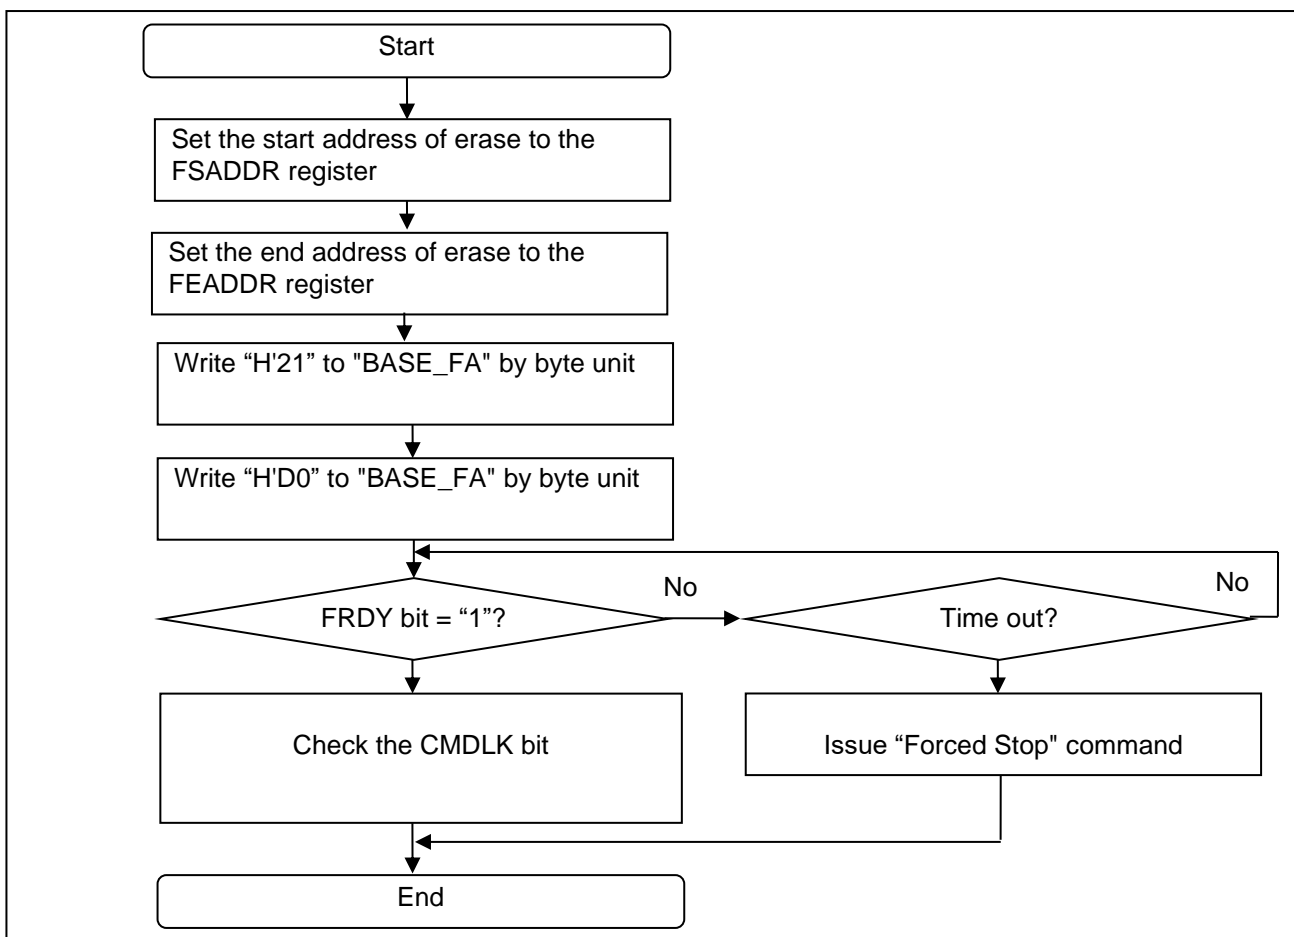 Start
Set the start address of erase to the
FSADDR register
Set the end address of erase to the
FEADDR register
Write “H'21” to "BASE_FA" by byte unit
Write “H'D0” to "BASE_FA" by byte unit
FRDY bit = “1”?
No
Time out?
No
Check the CMDLK bit
Issue “Forced Stop" command
End